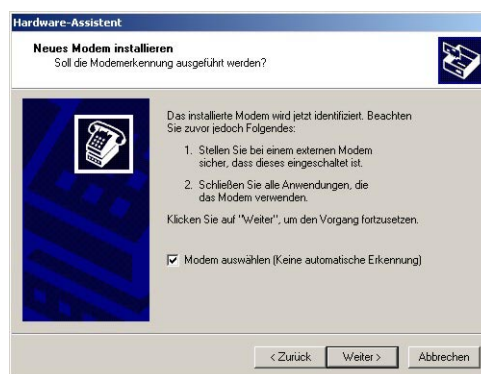 Hardware-Assistent
Neues Modem installieren
Soll die Modemerkennung ausgeführt werden?
Das installierte Modem wird jetzt identifiziert. Beachten
Sie zuvor jedoch Folgendes:
1. Stellen Sie bei einem externen Modem
sicher, dass dieses eingeschaltet ist.
2. Schließen Sie alle Anwendungen, die
das Modem verwenden.
Klicken Sie auf "Weiter", um den Vorgang fortzusetzen.
Modem auswählen (Keine automatische Erkennung)
< Zurück
Weiter >
Abbrechen